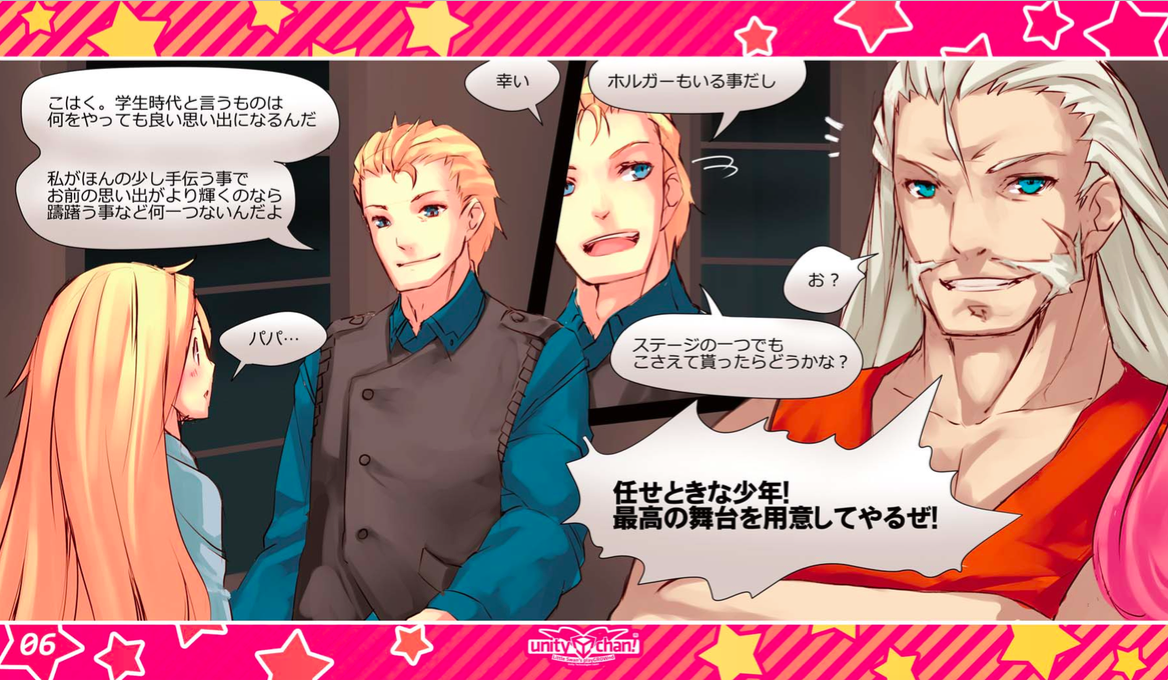 こはく。学生時代と言うものは
何をやっても良い思い出になるんだ
私がほんの少し手伝う事で
お前の思い出がより輝くのなら
躊躇う事など何一つないんだよ
パパ…
幸い
ホルガーもいる事だし
お？
ステージの一つでも
こさえて貰ったらどうかな？
任せときな少年!
最高の舞台を用意してやるぜ!
06
unity chan!